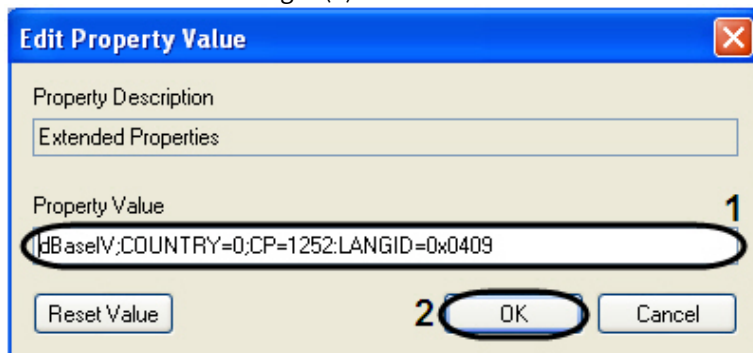 Edit Property Value
Property Description
Extended Properties
Property Value
1
dBaseIV;COUNTRY=0;CP=1252:LANGID=0x0409
Reset Value
2
OK
Cancel